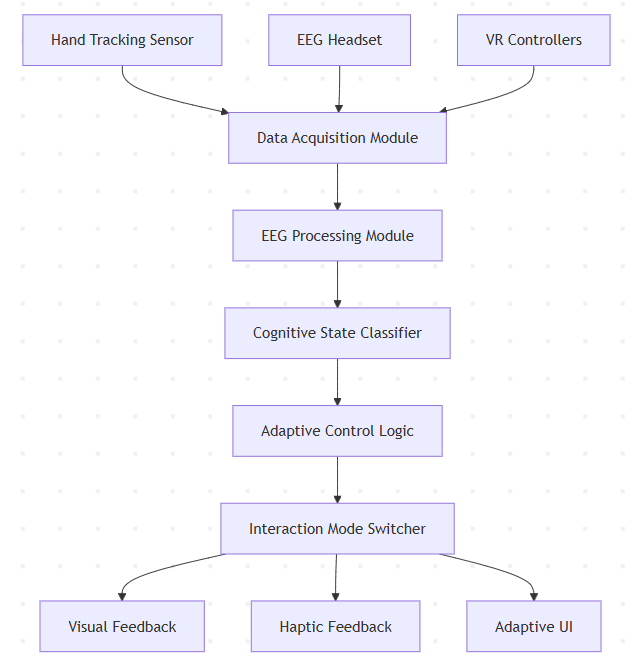 Hand Tracking Sensor
EEG Headset
VR Controllers
Data Acquisition Module
EEG Processing Module
Cognitive State Classifier
Adaptive Control Logic
Interaction Mode Switcher
Visual Feedback
Haptic Feedback
Adaptive UI